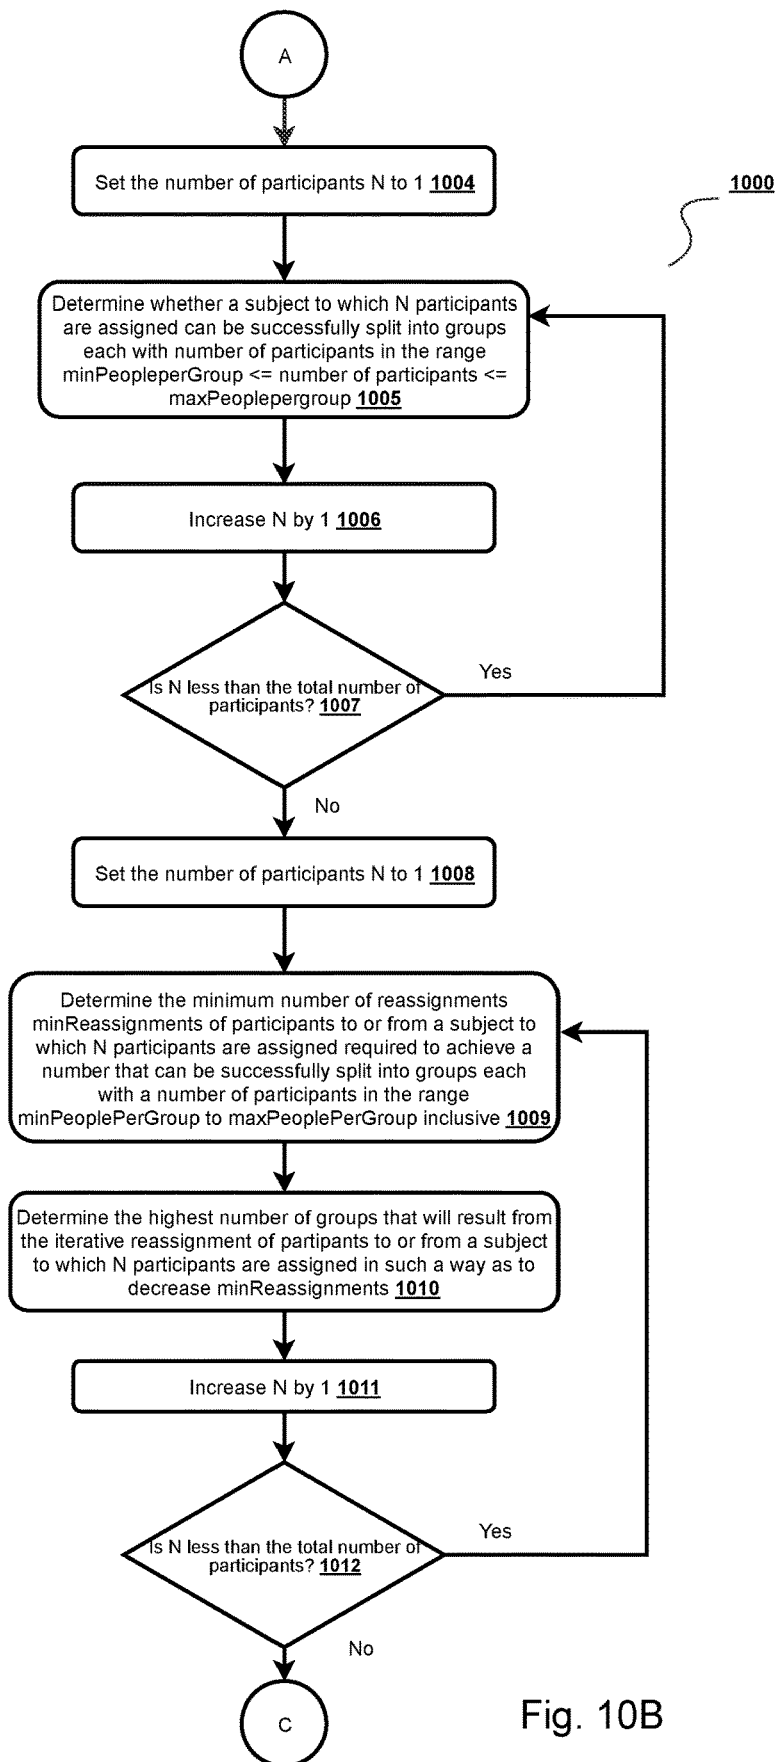 A
Set the number of participants N to 1 1004
1000
Determine whether a subject to which N participants
are assigned can be successfully split into groups
each with number of participants in the range
minPeopleperGroup <= number of participants <=
maxPeoplepergroup 1005
Increase N by 1 1006
Is N less than the total number of
participants? 1007
Yes
No
Set the number of participants N to 1 1008
Determine the minimum number of reassignments
minReassignments of participants to or from a subject to
which N participants are assigned required to achieve a
number that can be successfully split into groups each
with a number of participants in the range
minPeoplePerGroup to maxPeoplePerGroup inclusive 1009
Determine the highest number of groups that will result from
the iterative reassignment of partipants to or from a subject
to which N participants are assigned in such a way as to
decrease minReassignments 1010
Increase N by 1 1011
Is N less than the total number of
participants? 1012
Yes
No
C
Fig. 10B